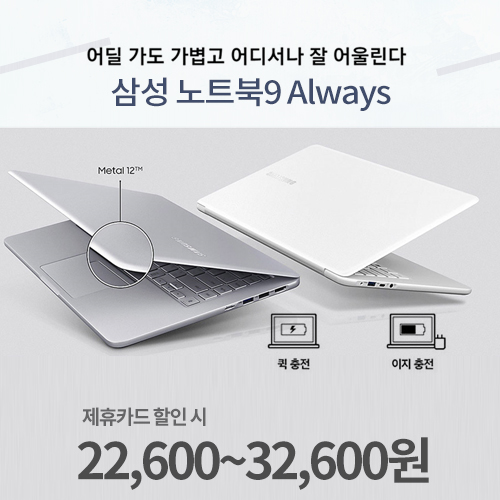 어딜 가도 가볍고 어디서나 잘 어울린다
삼성 노트북9 Always
Metal 12™
퀵 충전
이지 충전
제휴카드 할인 시
22,600~32,600원